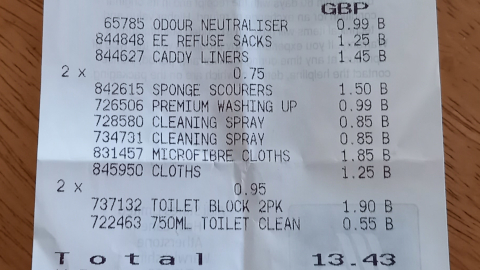 GBP
65785 ODOUR NEUTRALISER 0.99 B
844848 EE REFUSE SACKS 1.25 B
844627 CADDY LINERS 1.45 B
2 x 0.75
842615 SPONGE SCOURERS 1.50 B
726506 PREMIUM WASHING UP 0.99 B
728580 CLEANING SPRAY 0.85 B
734731 CLEANING SPRAY 0.85 B
831457 MICROFIBRE CLOTHS 1.85 B
845950 CLOTHS 1.25 B
2 x 0.95
737132 TOILET BLOCK 2PK 1.90 B
722463 750ML TOILET CLEAN 0.55 B
Total 13.43